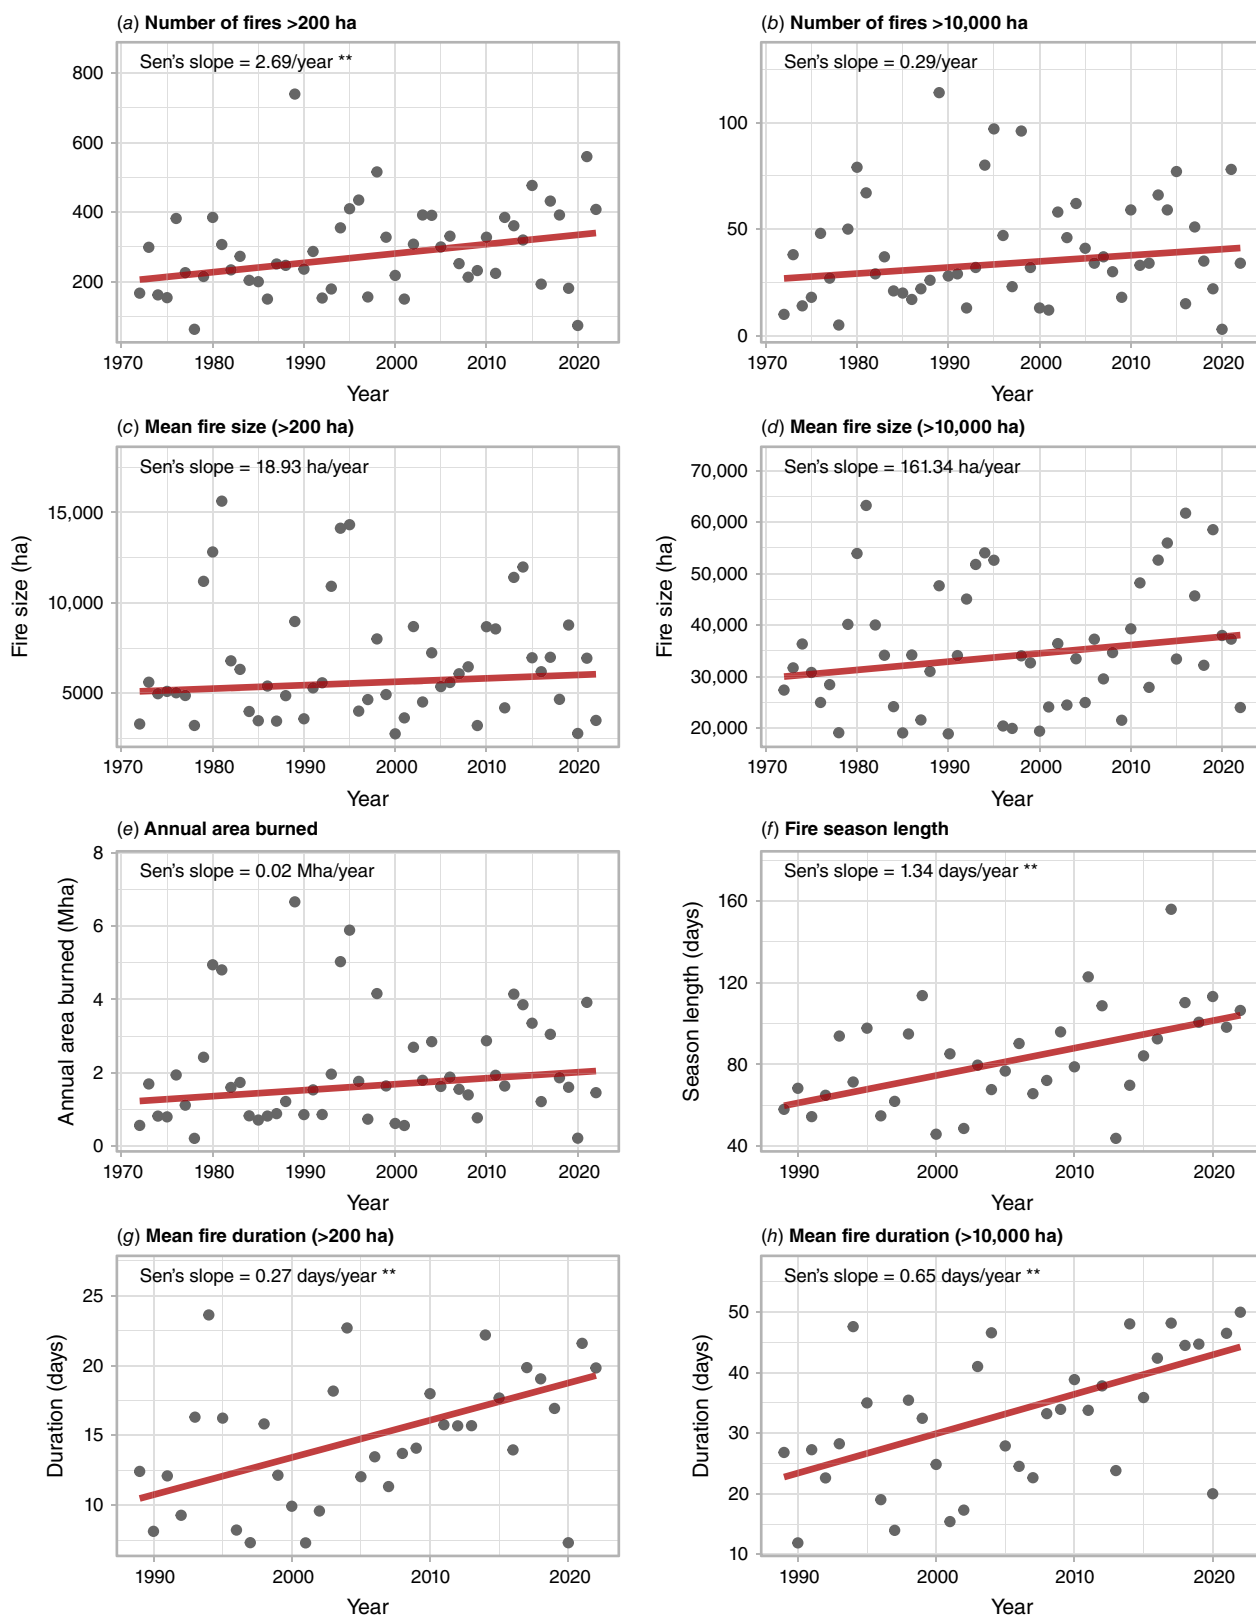 (a) Number of fires >200 ha
Sen's slope = 2.69/year **
800
600
400
200
1970 1980 1990 2000 2010 2020
Year
(b) Number of fires >10,000 ha
Sen's slope = 0.29/year
100
50
0
1970 1980 1990 2000 2010 2020
Year
(c) Mean fire size (>200 ha)
Sen's slope = 18.93 ha/year
Fire size (ha)
15,000
10,000
5000
1970 1980 1990 2000 2010 2020
Year
(d) Mean fire size (>10,000 ha)
Sen's slope = 161.34 ha/year
Fire size (ha)
70,000
60,000
50,000
40,000
30,000
20,000
1970 1980 1990 2000 2010 2020
Year
(e) Annual area burned
Sen's slope = 0.02 Mha/year
Annual area burned (Mha)
8
6
4
2
0
1970 1980 1990 2000 2010 2020
Year
(f) Fire season length
Sen's slope = 1.34 days/year **
Season length (days)
160
120
80
40
1990 2000 2010 2020
Year
(g) Mean fire duration (>200 ha)
Sen's slope = 0.27 days/year **
Duration (days)
25
20
15
10
1990 2000 2010 2020
Year
(h) Mean fire duration (>10,000 ha)
Sen's slope = 0.65 days/year **
Duration (days)
50
40
30
20
10
1990 2000 2010 2020
Year